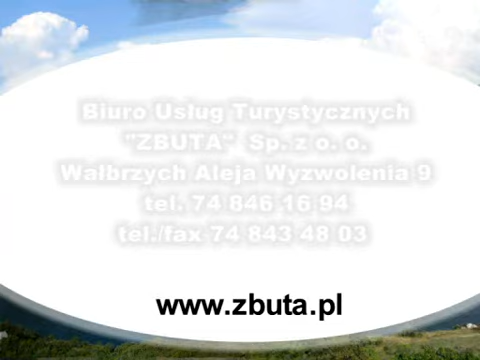 Biuro Usług Turystycznych
"ZBUTA" Sp. z o. o.
Wałbrzych Aleja Wyzwolenia 9
tel. 74 846 16 94
tel./fax 74 843 48 03
www.zbuta.pl